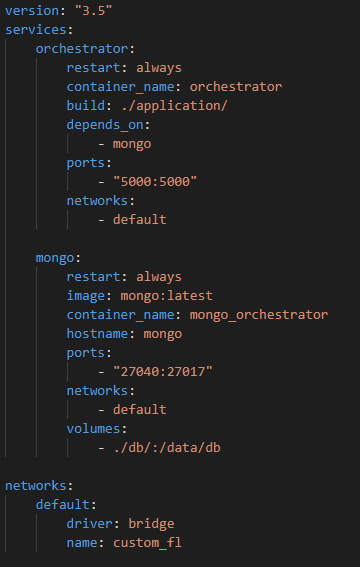 version: "3.5"
services:
    orchestrator:
        restart: always
        container_name: orchestrator
        build: ./application/
        depends_on:
            - mongo
        ports:
            - "5000:5000"
        networks:
            - default

    mongo:
        restart: always
        image: mongo:latest
        container_name: mongo_orchestrator
        hostname: mongo
        ports:
            - "27040:27017"
        networks:
            - default
        volumes:
            - ./db/:/data/db

networks:
    default:
        driver: bridge
        name: custom_fl